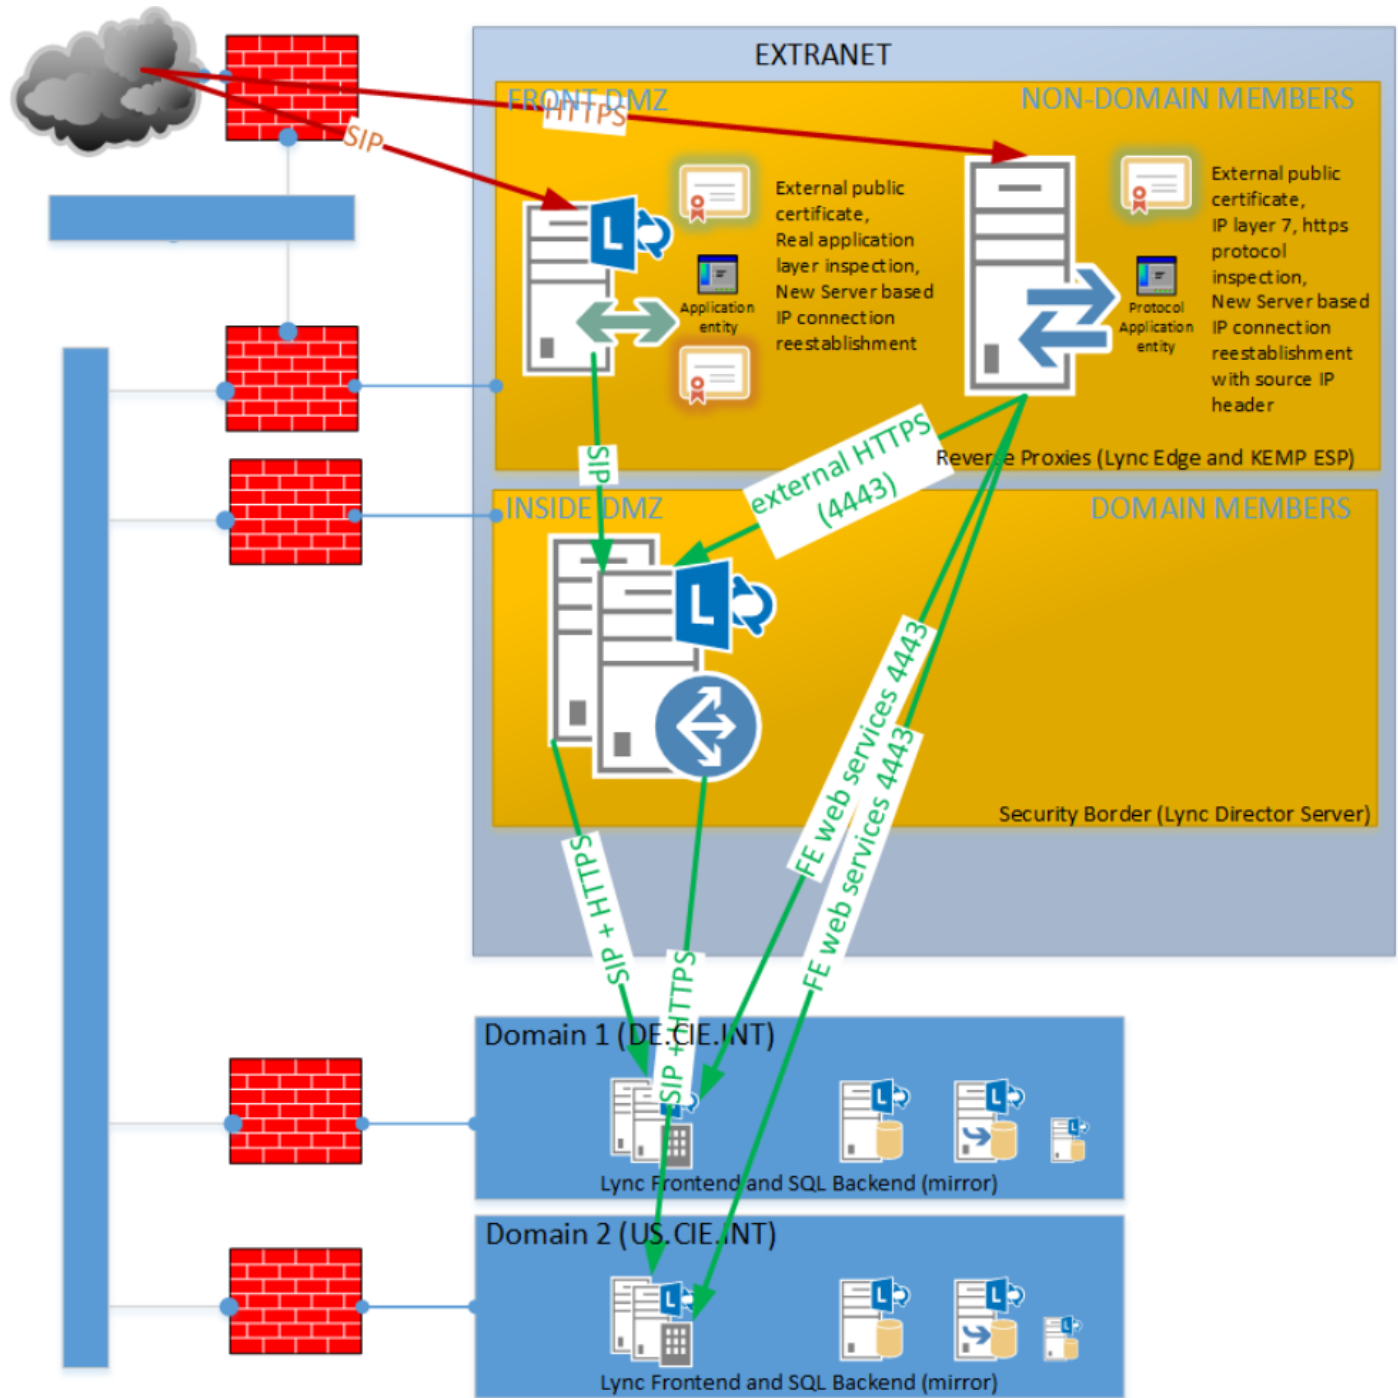 EXTRANET
FRONT DMZ
NON-DOMAIN MEMBERS
HTTPS
SIP
External public
certificate,
Real application
layer inspection,
New Server based
IP connection
reestablishment
Application
entity
External public
certificate,
IP layer 7, https
protocol
inspection,
New Server based
IP connection
reestablishment
with source IP
header
Protocol
Application
entity
L
SIP
external HTTPS
(4443)
Reverse Proxies (Lync Edge and KEMP ESP)
INSIDE DMZ
DOMAIN MEMBERS
L
FE web services 4443
FE web services 4443
Security Border (Lync Director Server)
SIP + HTTPS
SIP + HTTPS
Domain 1 (DE.CIE.INT)
L
L
L
L
Lync Frontend and SQL Backend (mirror)
Domain 2 (US.CIE.INT)
L
L
L
L
Lync Frontend and SQL Backend (mirror)